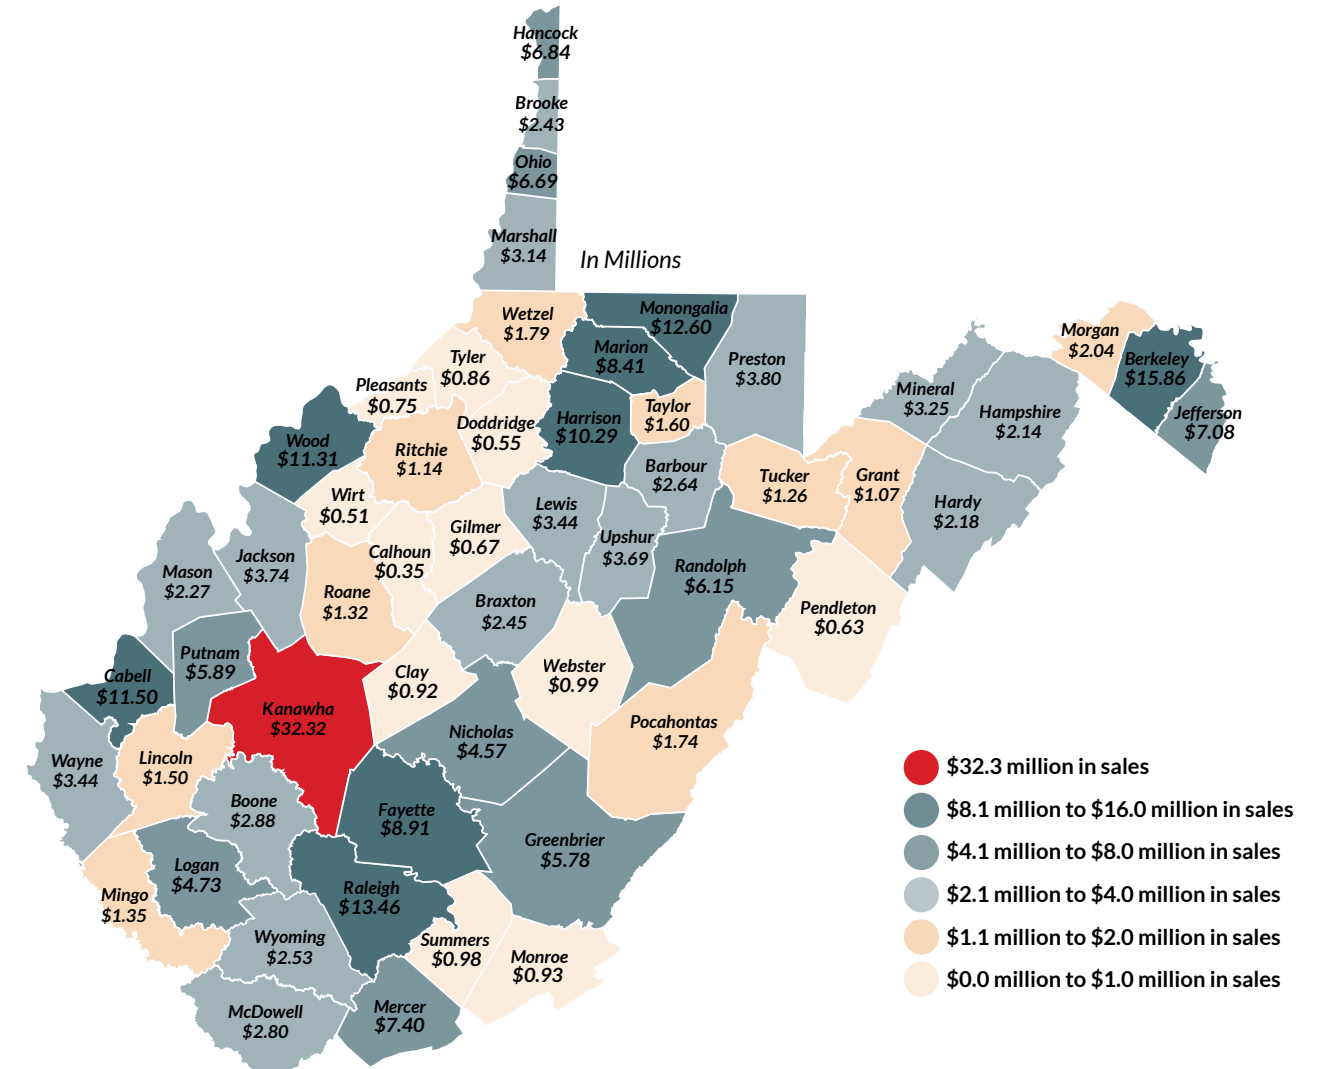 Hancock
$6.84
Brooke
$2.43
Ohio
$6.69
Marshall
$3.14
In Millions
Wetzel
$1.79
Monongalia
$12.60
Marion
$8.41
Preston
$3.80
Tyler
$0.86
Pleasants
$0.75
Doddridge
$0.55
Harrison
$10.29
Taylor
$1.60
Morgan
$2.04
Berkeley
$15.86
Jefferson
$7.08
Mineral
$3.25
Hampshire
$2.14
Wood
$11.31
Ritchie
$1.14
Barbour
$2.64
Tucker
$1.26
Grant
$1.07
Hardy
$2.18
Wirt
$0.51
Gilmer
$0.67
Lewis
$3.44
Upshur
$3.69
Calhoun
$0.35
Jackson
$3.74
Mason
$2.27
Roane
$1.32
Braxton
$2.45
Randolph
$6.15
Pendleton
$0.63
Putnam
$5.89
Cabell
$11.50
Clay
$0.92
Webster
$0.99
Kanawha
$32.32
Nicholas
$4.57
Pocahontas
$1.74
Wayne
$3.44
Lincoln
$1.50
Boone
$2.88
Fayette
$8.91
Greenbrier
$5.78
Logan
$4.73
Mingo
$1.35
Raleigh
$13.46
Wyoming
$2.53
Summers
$0.98
Monroe
$0.93
McDowell
$2.80
Mercer
$7.40
$32.3 million in sales
$8.1 million to $16.0 million in sales
$4.1 million to $8.0 million in sales
$2.1 million to $4.0 million in sales
$1.1 million to $2.0 million in sales
$0.0 million to $1.0 million in sales